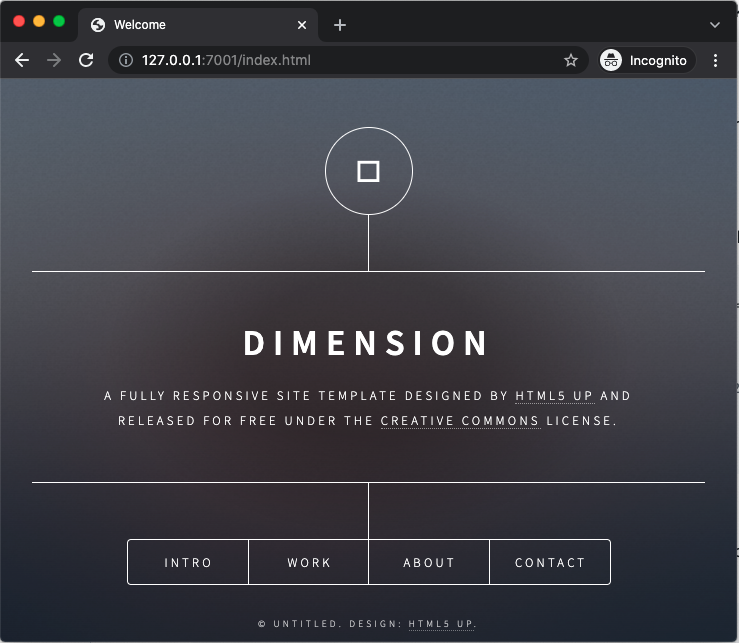 Welcome
127.0.0.1:7001/index.html
Incognito
DIMENSION
A FULLY RESPONSIVE SITE TEMPLATE DESIGNED BY HTML5 UP AND
RELEASED FOR FREE UNDER THE CREATIVE COMMONS LICENSE.
INTRO WORK ABOUT CONTACT
© UNTITLED. DESIGN: HTML5 UP.